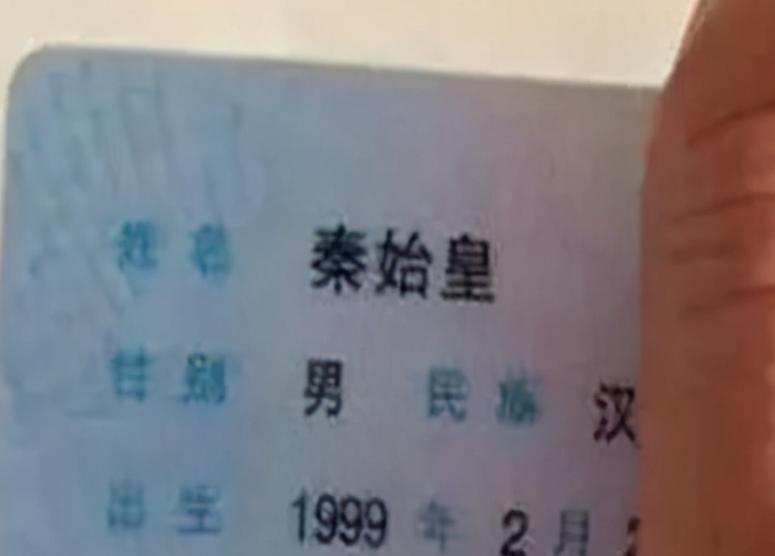 姓名 秦始皇
性别 男 民族 汉
出生 1999 年 2 月